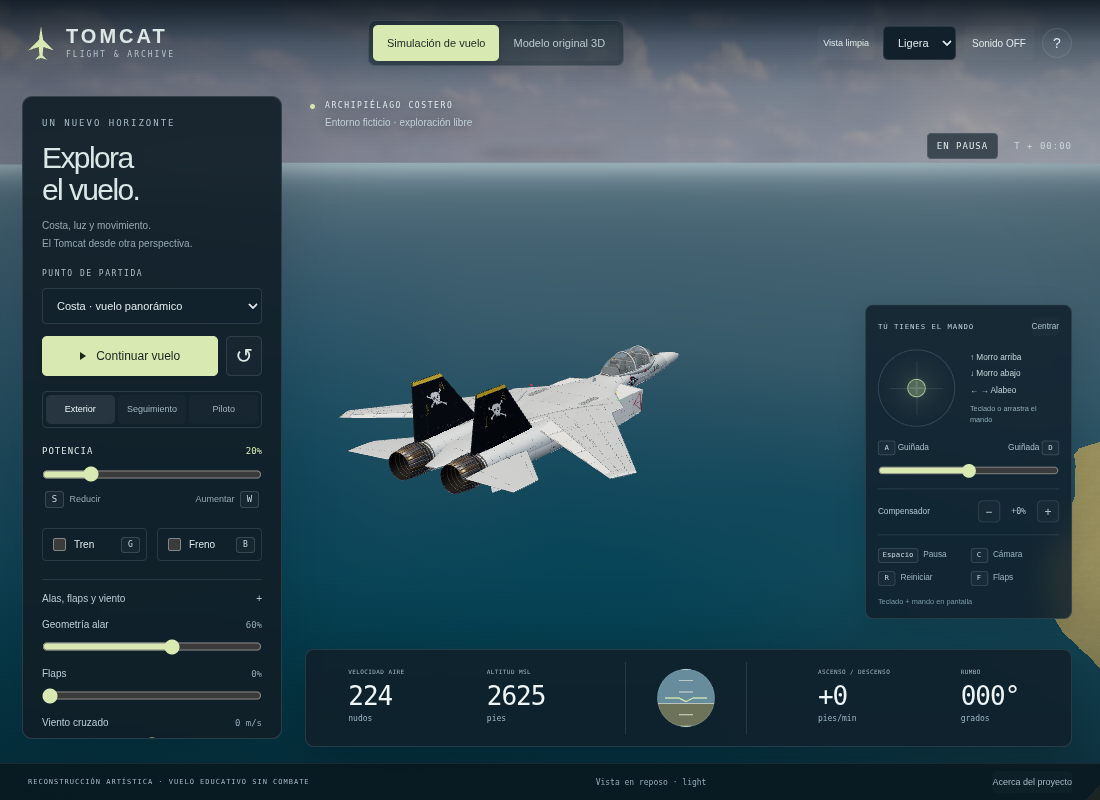 TOMCAT
FLIGHT & ARCHIVE
Simulación de vuelo
Modelo original 3D
Vista limpia
Ligera
Sonido OFF
?
UN NUEVO HORIZONTE
Explora
el vuelo.
Costa, luz y movimiento.
El Tomcat desde otra perspectiva.
PUNTO DE PARTIDA
Costa · vuelo panorámico
Continuar vuelo
↺
Exterior
Seguimiento
Piloto
POTENCIA
20%
S Reducir
Aumentar W
Tren G
Freno B
Alas, flaps y viento +
Geometría alar 60%
Flaps 0%
Viento cruzado 0 m/s
ARCHIPIÉLAGO COSTERO
Entorno ficticio · exploración libre
EN PAUSA
T + 00:00
TÚ TIENES EL MANDO
Centrar
↑ Morro arriba
↓ Morro abajo
← → Alabeo
Teclado o arrastra el
mando
A Guiñada
Guiñada D
Compensador
− +0% +
Espacio Pausa
C Cámara
R Reiniciar
F Flaps
Teclado + mando en pantalla
VELOCIDAD AIRE
224
nudos
ALTITUD MSL
2625
pies
ASCENSO / DESCENSO
+0
pies/min
RUMBO
000°
grados
RECONSTRUCCIÓN ARTÍSTICA · VUELO EDUCATIVO SIN COMBATE
Vista en reposo · light
Acerca del proyecto